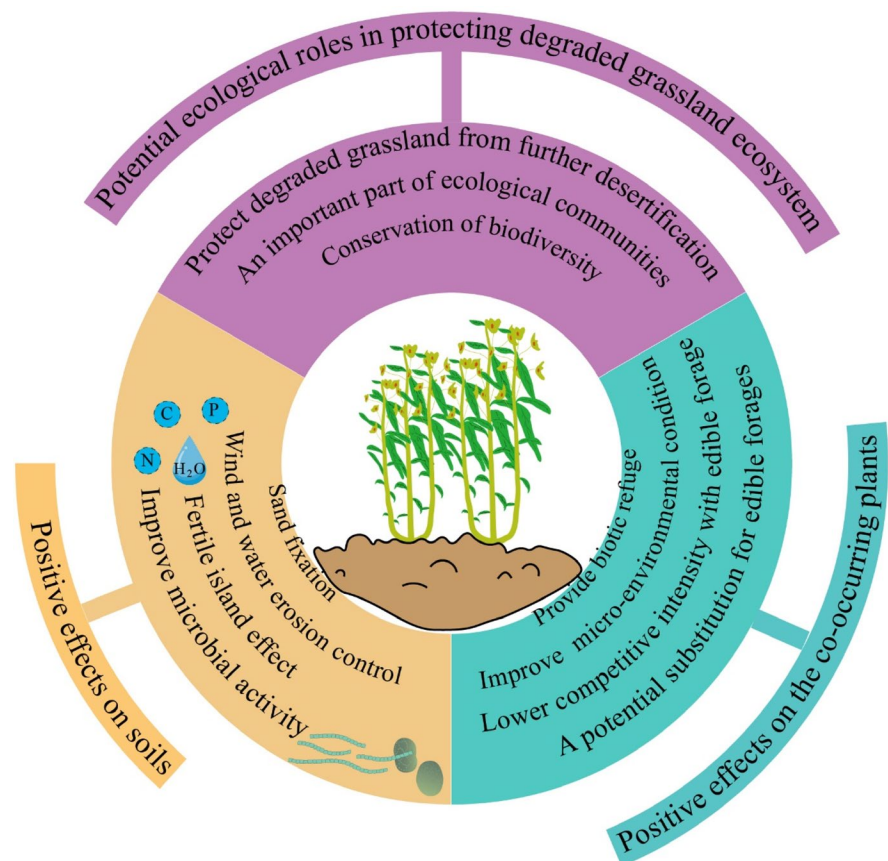 Potential ecological roles in protecting degraded grassland ecosystem
Protect degraded grassland from further desertification
An important part of ecological communities
Conservation of biodiversity
C
P
N
H₂O
Sand fixation
Wind and water erosion control
Fertile island effect
Improve microbial activity
Positive effects on soils
Provide biotic refuge
Improve micro-environmental condition
Lower competitive intensity with edible forage
A potential substitution for edible forages
Positive effects on the co-occurring plants